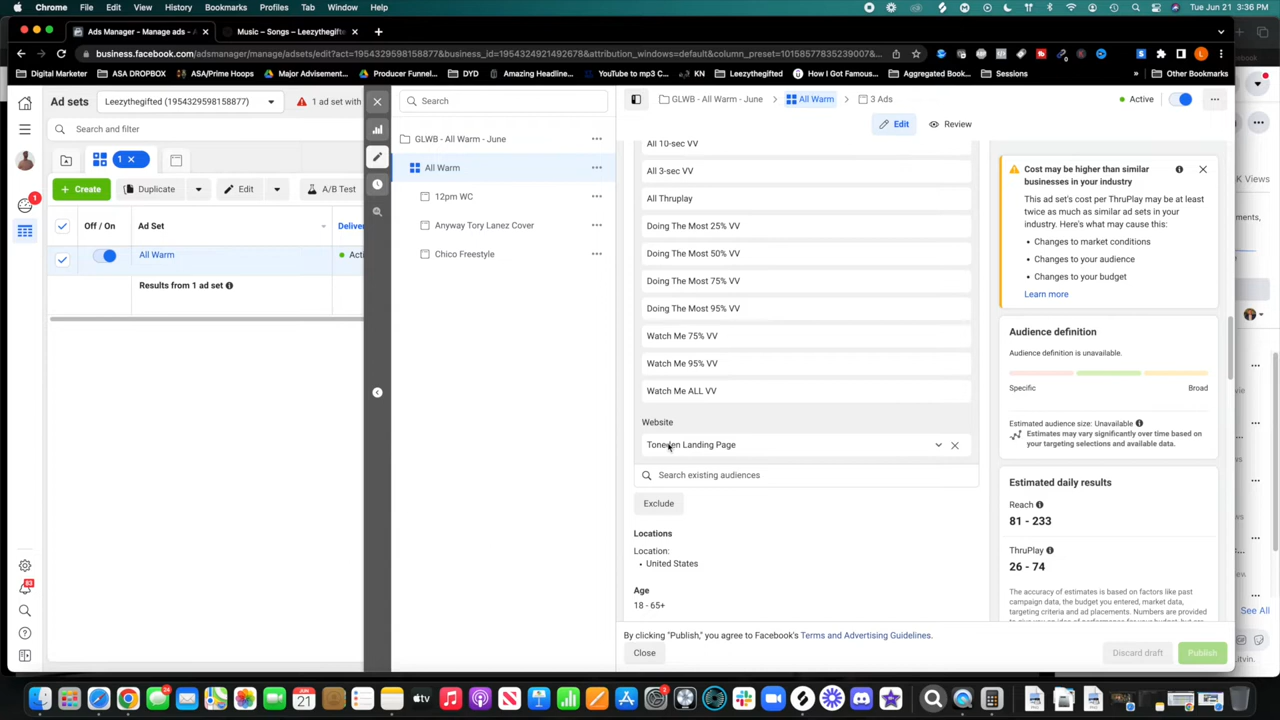 Chrome File Edit View History Bookmarks Profiles Tab Window Help Tue Jun 21 3:36 PM
Ads Manager - Manage ads - Music – Songs – Leezythegift
business.facebook.com/adsmanager/manage/adsets/edit?act=1954329598158877&business_id=1954324921492678&attribution_windows=default&column_preset=10158577835239007&...
Digital Marketer ASA DROPBOX ASA/Prime Hoops Major Advisement... Producer Funnel... DYD Amazing Headline... YouTube to mp3 C... KN Leezythegifted How I Got Famous... Aggregated Book... Sessions » Other Bookmarks
Ad sets Leezythegifted (1954329598158877) 1 ad set with
Search and filter
1
Create Duplicate Edit A/B Test
Off / On Ad Set Deliver
All Warm Acti
Results from 1 ad set
1
83
Search
GLWB - All Warm - June
All Warm
12pm WC
Anyway Tory Lanez Cover
Chico Freestyle
GLWB - All Warm - June All Warm 3 Ads Active
Edit Review
All 10-sec VV
All 3-sec VV
All Thruplay
Doing The Most 25% VV
Doing The Most 50% VV
Doing The Most 75% VV
Doing The Most 95% VV
Watch Me 75% VV
Watch Me 95% VV
Watch Me ALL VV
Website
Toneden Landing Page
Search existing audiences
Exclude
Locations
Location:
• United States
Age
18 - 65+
Cost may be higher than similar
businesses in your industry
This ad set's cost per ThruPlay may be at least
twice as much as similar ad sets in your
industry. Here's what may cause this:
• Changes to market conditions
• Changes to your audience
• Changes to your budget
Learn more
Audience definition
Audience definition is unavailable.
Specific Broad
Estimated audience size: Unavailable
Estimates may vary significantly over time based on
your targeting selections and available data.
Estimated daily results
Reach
81 - 233
ThruPlay
26 - 74
The accuracy of estimates is based on factors like past
campaign data, the budget you entered, market data,
targeting criteria and ad placements. Numbers are provided
By clicking "Publish," you agree to Facebook's Terms and Advertising Guidelines.
Close Discard draft Publish
K Views
See All